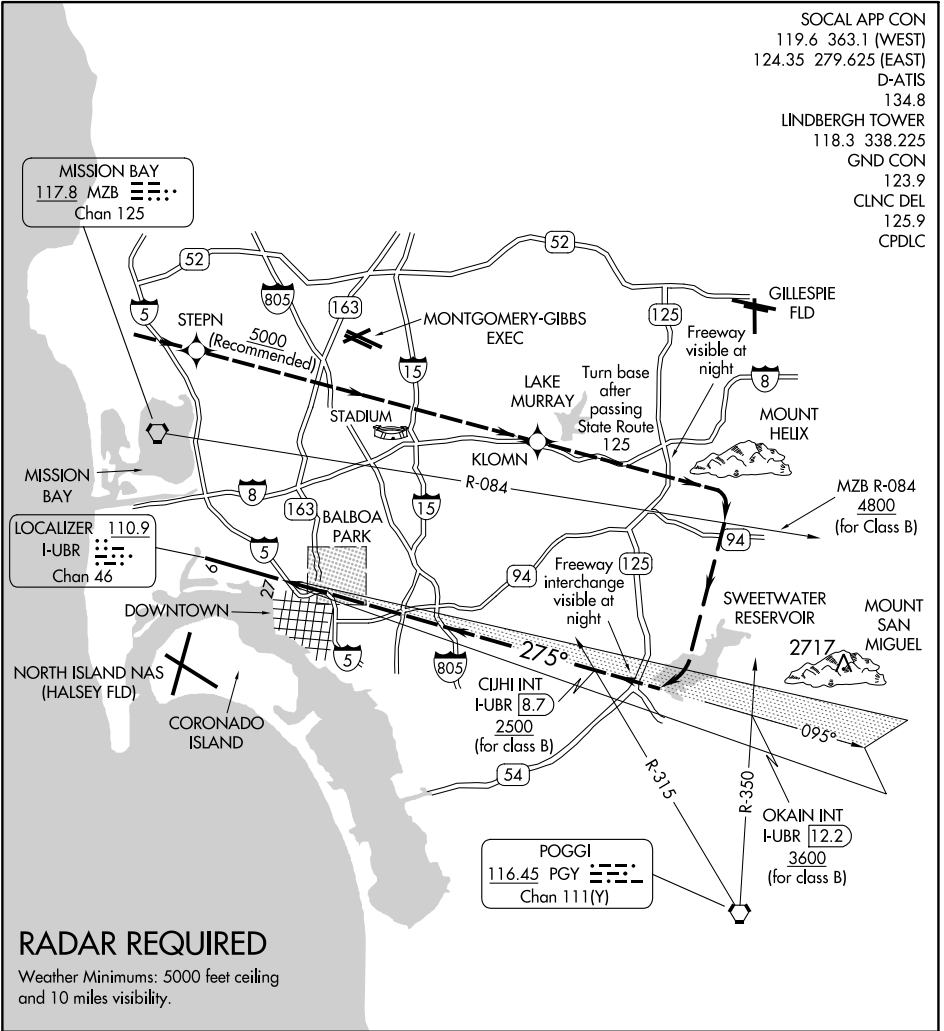 SOCAL APP CON
119.6 363.1 (WEST)
124.35 279.625 (EAST)
D-ATIS
134.8
LINDBERGH TOWER
118.3 338.225
GND CON
123.9
CLNC DEL
125.9
CPDLC
MISSION BAY
117.8 MZB
Chan 125
52
52
5
805
163
125
GILLESPIE
FLD
STEPN
5000
(Recommended)
MONTGOMERY-GIBBS
EXEC
15
Freeway
visible at
night
8
LAKE
MURRAY
Turn base
after
passing
State Route
125
STADIUM
KLOMN
MOUNT
HELIX
MISSION
BAY
R-084
MZB R-084
4800
(for Class B)
8
163
15
94
LOCALIZER 110.9
I-UBR
Chan 46
BALBOA
PARK
5
9
27
94
125
Freeway
interchange
visible at
night
DOWNTOWN
SWEETWATER
RESERVOIR
MOUNT
SAN
MIGUEL
2717
275°
5
805
NORTH ISLAND NAS
(HALSEY FLD)
CORONADO
ISLAND
CIJHI INT
I-UBR 8.7
2500
(for class B)
095°
54
R-315
R-350
OKAIN INT
I-UBR 12.2
3600
(for class B)
POGGI
116.45 PGY
Chan 111(Y)
RADAR REQUIRED
Weather Minimums: 5000 feet ceiling
and 10 miles visibility.